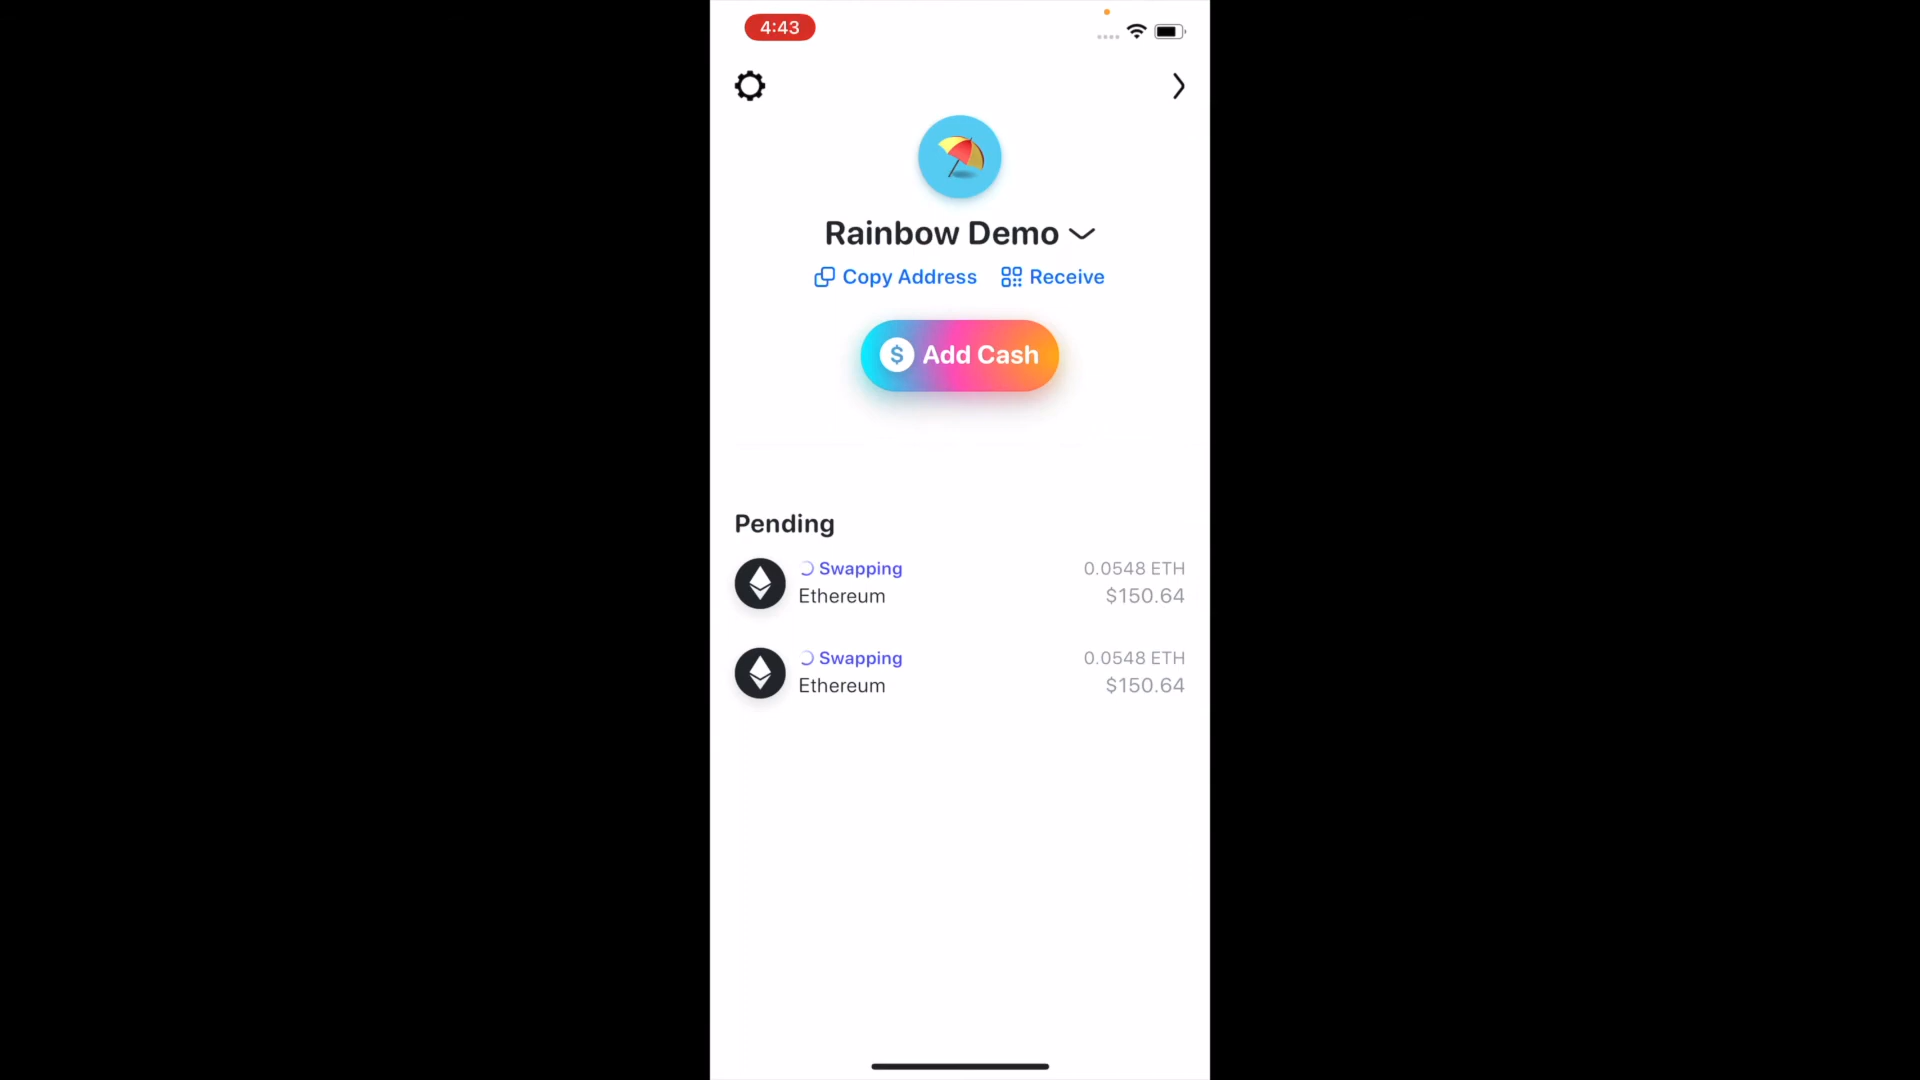 4:43
Rainbow Demo
Copy Address Receive
$ Add Cash
Pending
Swapping 0.0548 ETH
Ethereum $150.64
Swapping 0.0548 ETH
Ethereum $150.64